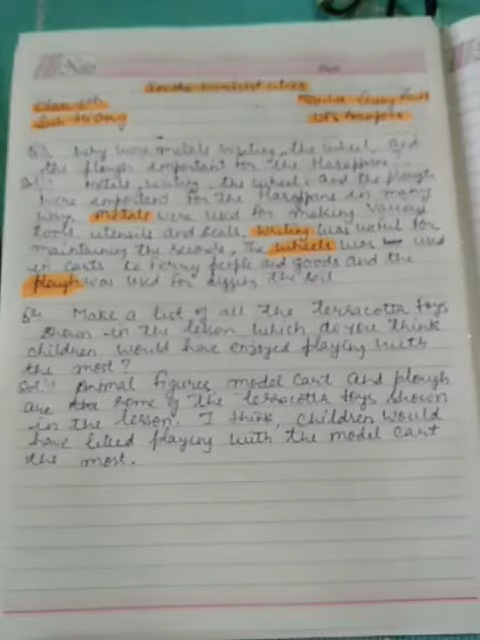 No.
Date
Class 6th
Sub History
Q3 Why were metals writing, the wheel, and
the plough important for the Harappans.
Metals, writing, the wheel, and the plough
were important for the Harappans in many
ways. Metals were used for making various
tools utensils and seals, Writing was useful for
maintaining the records, The wheels was used
in carts to ferry people and goods and the
plough was used for digging the soil
Q4 Make a list of all the terracotta toys
shown in the lesson which do you think
children would have enjoyed playing with
the most?
Sol:) Animal figures model cart and plough
are some of the terracotta toys shown
in the lesson. I think, children would
have liked playing with the model cart
the most.